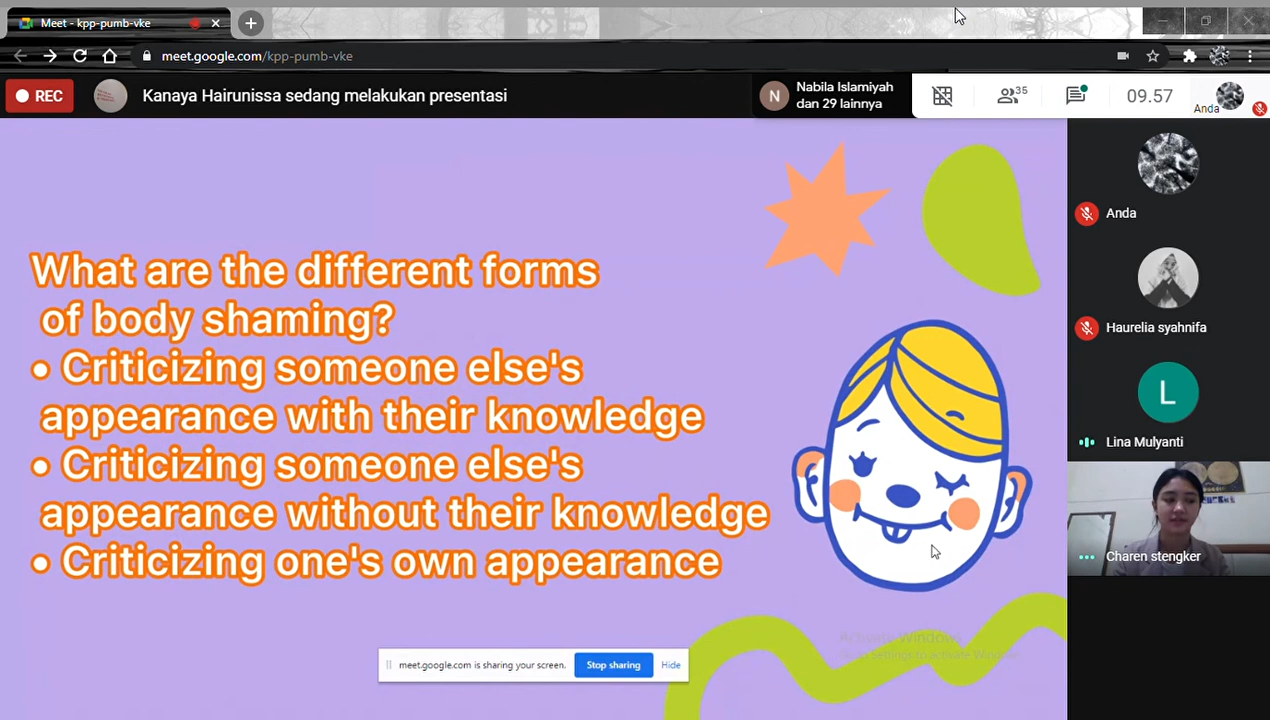 Meet - kpp-pumb-vke
meet.google.com/kpp-pumb-vke
REC
Kanaya Hairunissa sedang melakukan presentasi
N
Nabila Islamiyah
dan 29 lainnya
35
09.57
Anda
What are the different forms
of body shaming?
• Criticizing someone else's
appearance with their knowledge
• Criticizing someone else's
appearance without their knowledge
• Criticizing one's own appearance
Anda
Haurelia syahnifa
L
Lina Mulyanti
Charen stengker
Activate Windows
meet.google.com is sharing your screen.
Stop sharing
Hide